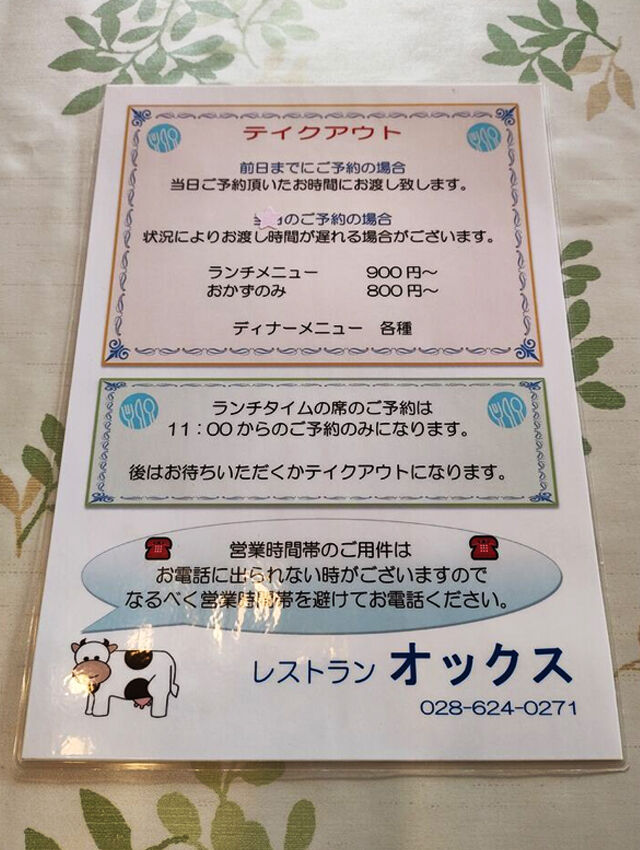 テイクアウト
前日までにご予約の場合
当日ご予約頂いたお時間にお渡し致します。
のご予約の場合
状況によりお渡し時間が遅れる場合がございます。
ランチメニュー 900円～
おかずのみ 800円～
ディナーメニュー 各種
ランチタイムの席のご予約は
11：00からのご予約のみになります。
後はお待ちいただくかテイクアウトになります。
営業時間帯のご用件は
お電話に出られない時がございますので
なるべく営業時間帯を避けてお電話ください。
レストラン オックス
028-624-0271